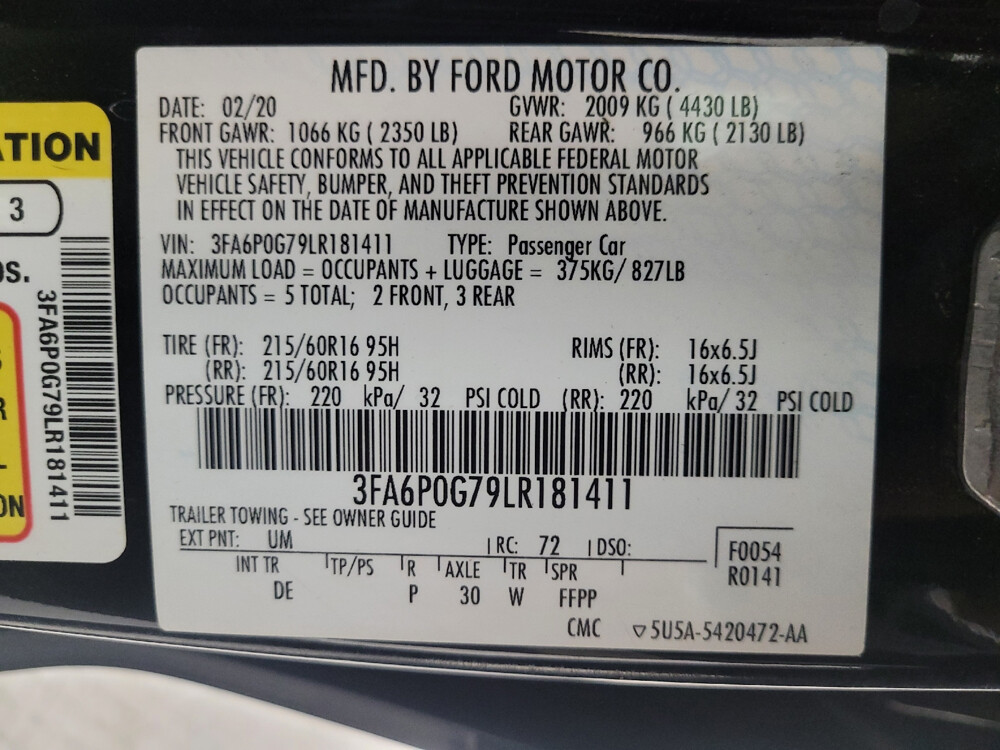 MFD. BY FORD MOTOR CO.
DATE: 02/20 GVWR: 2009 KG ( 4430 LB)
FRONT GAWR: 1066 KG ( 2350 LB) REAR GAWR: 966 KG ( 2130 LB)
THIS VEHICLE CONFORMS TO ALL APPLICABLE FEDERAL MOTOR
VEHICLE SAFETY, BUMPER, AND THEFT PREVENTION STANDARDS
IN EFFECT ON THE DATE OF MANUFACTURE SHOWN ABOVE.
VIN: 3FA6P0G79LR181411 TYPE: Passenger Car
MAXIMUM LOAD = OCCUPANTS + LUGGAGE = 375KG/ 827LB
OCCUPANTS = 5 TOTAL; 2 FRONT, 3 REAR
TIRE (FR): 215/60R16 95H RIMS (FR): 16x6.5J
(RR): 215/60R16 95H (RR): 16x6.5J
PRESSURE (FR): 220 kPa/ 32 PSI COLD (RR): 220 kPa/ 32 PSI COLD
3FA6P0G79LR181411
TRAILER TOWING - SEE OWNER GUIDE
EXT PNT: UM RC: 72 DSO: F0054
INT TR TP/PS R AXLE TR SPR R0141
DE P 30 W FFPP
CMC ▽5U5A-5420472-AA
ATION
3
OS.
3FA6P0G79LR181411
R
ON